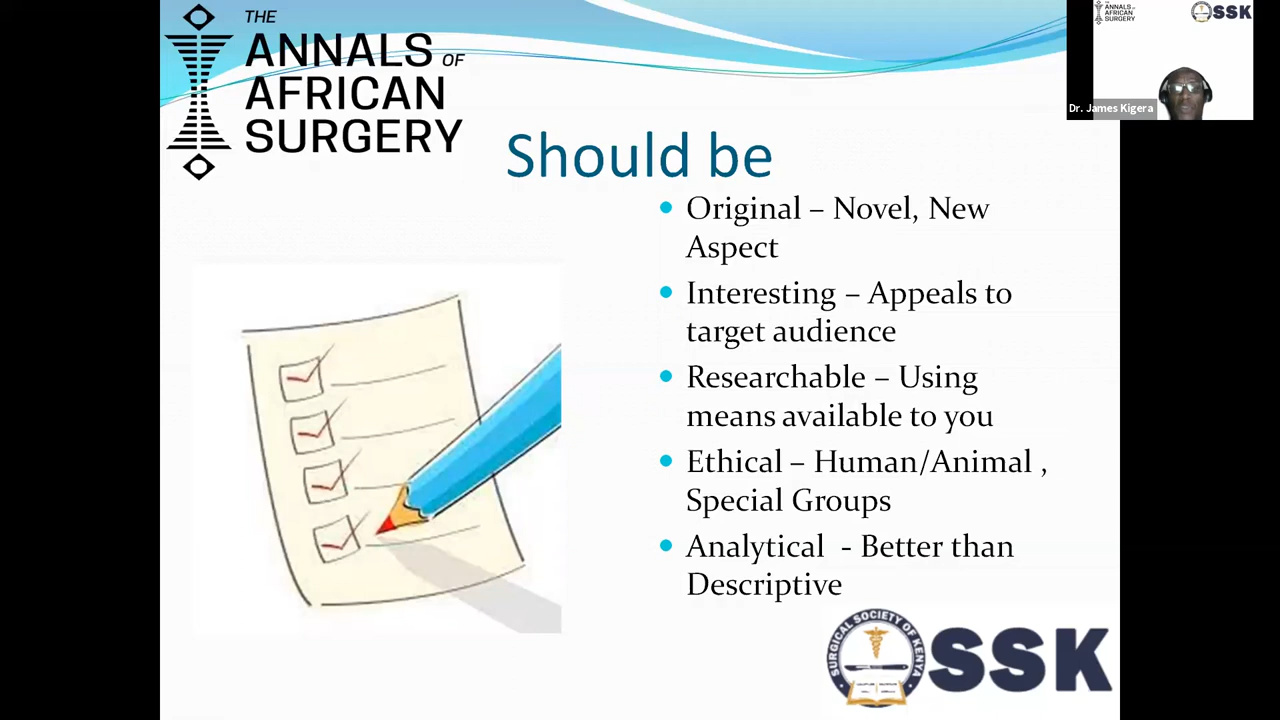 THE
ANNALS OF
AFRICAN
SURGERY
THE
ANNALS OF
AFRICAN
SURGERY
SSK
Dr. James Kigera
Should be
Original – Novel, New
Aspect
Interesting – Appeals to
target audience
Researchable – Using
means available to you
Ethical – Human/Animal ,
Special Groups
Analytical - Better than
Descriptive
SURGICAL SOCIETY OF KENYA
SSK